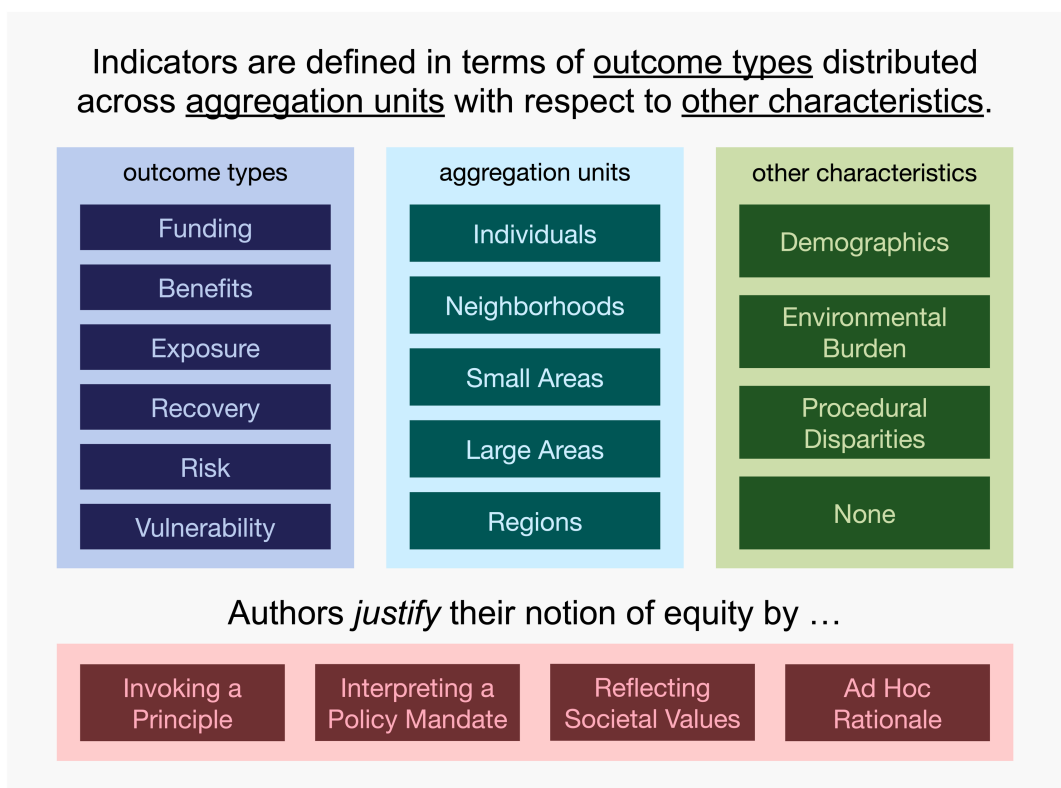 Indicators are defined in terms of outcome types distributed
across aggregation units with respect to other characteristics.
outcome types
Funding
Benefits
Exposure
Recovery
Risk
Vulnerability
aggregation units
Individuals
Neighborhoods
Small Areas
Large Areas
Regions
other characteristics
Demographics
Environmental
Burden
Procedural
Disparities
None
Authors justify their notion of equity by …
Invoking a
Principle
Interpreting a
Policy Mandate
Reflecting
Societal Values
Ad Hoc
Rationale